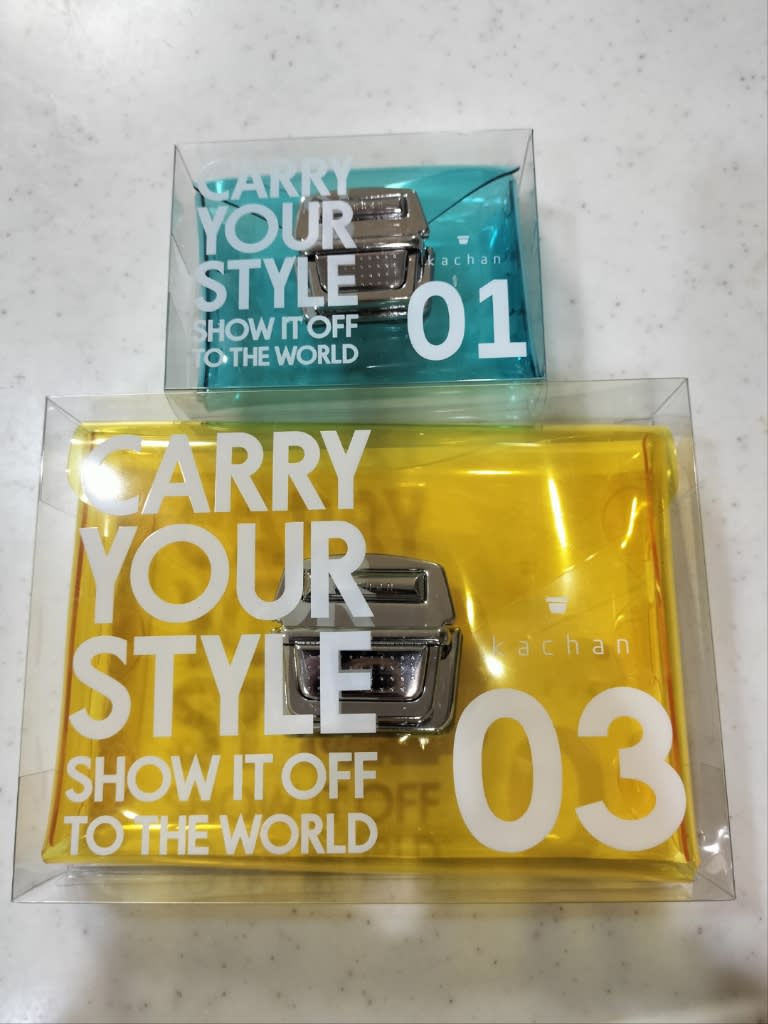 CARRY
YOUR
STYLE
SHOW IT OFF
TO THE WORLD
kachan
01
CARRY
YOUR
STYLE
SHOW IT OFF
TO THE WORLD
kachan
03